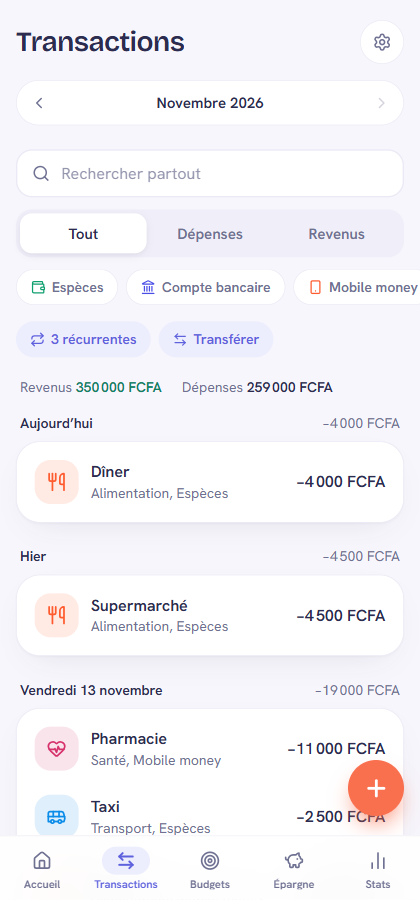 Transactions
Novembre 2026
Rechercher partout
Tout
Dépenses
Revenus
Espèces
Compte bancaire
Mobile money
3 récurrentes
Transférer
Revenus 350 000 FCFA
Dépenses 259 000 FCFA
Aujourd’hui
−4 000 FCFA
Dîner
Alimentation, Espèces
−4 000 FCFA
Hier
−4 500 FCFA
Supermarché
Alimentation, Espèces
−4 500 FCFA
Vendredi 13 novembre
−19 000 FCFA
Pharmacie
Santé, Mobile money
−11 000 FCFA
Taxi
Transport, Espèces
−2 500 FCFA
Accueil
Transactions
Budgets
Épargne
Stats